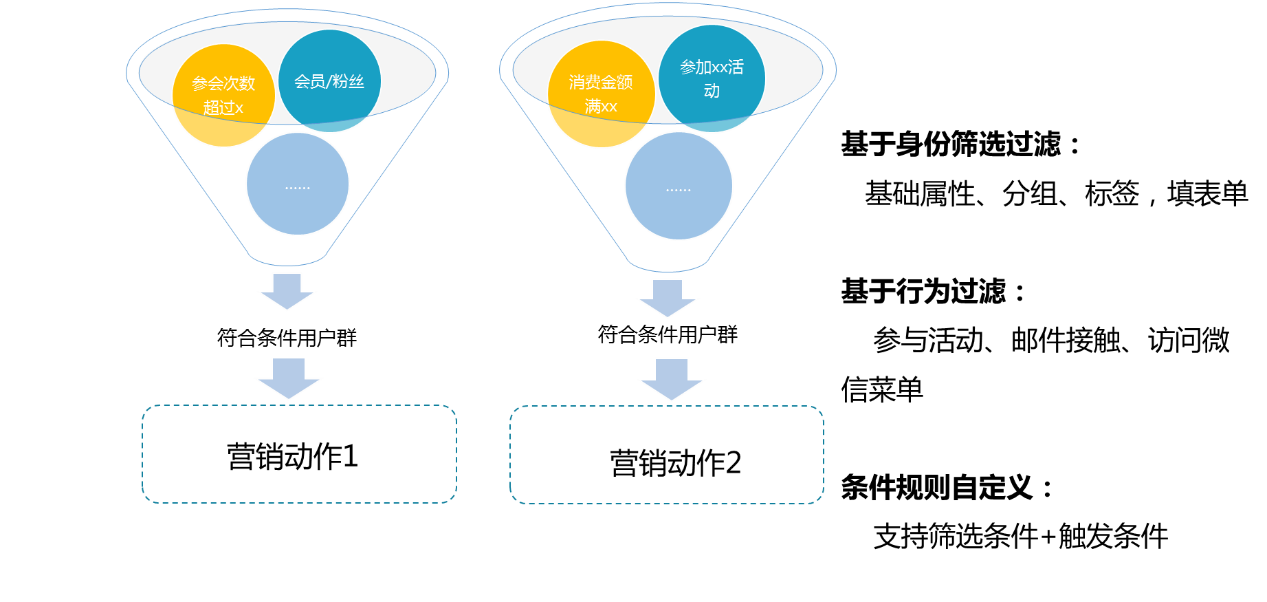 参会次数
超过x
会员/粉丝
……
符合条件用户群
营销动作1
消费金额
满xx
参加xx活
动
……
符合条件用户群
营销动作2
基于身份筛选过滤：
基础属性、分组、标签，填表单
基于行为过滤：
参与活动、邮件接触、访问微
信菜单
条件规则自定义：
支持筛选条件+触发条件